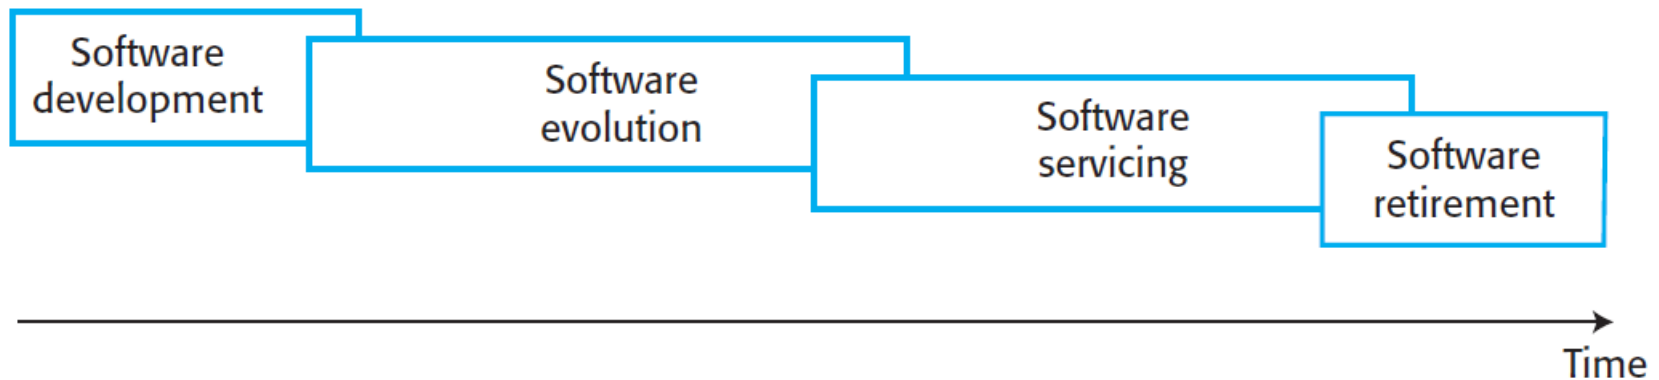 Software
development
Software
evolution
Software
servicing
Software
retirement
Time